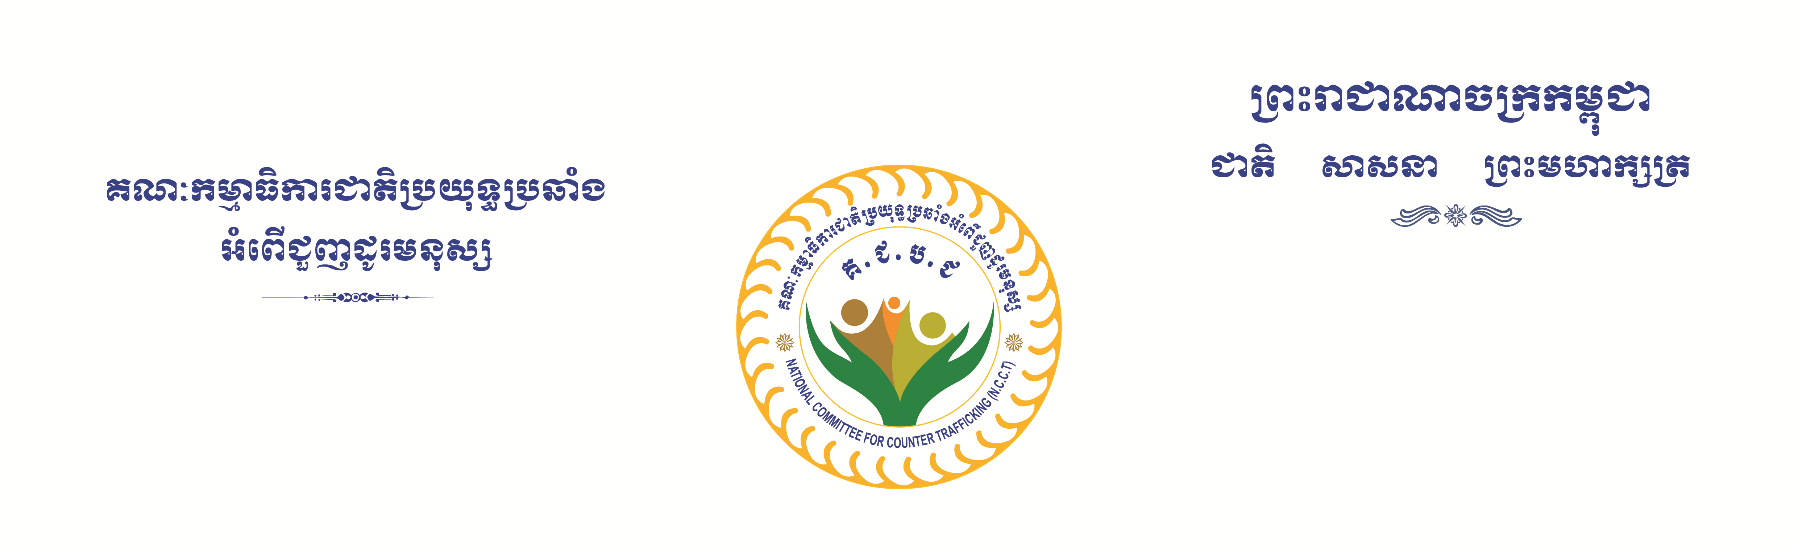 ព្រះរាជាណាចក្រកម្ពុជា
ជាតិ សាសនា ព្រះមហាក្សត្រ
គណៈកម្មាធិការជាតិប្រយុទ្ធប្រឆាំង
អំពើជួញដូរមនុស្ស
គណៈកម្មាធិការជាតិប្រយុទ្ធប្រឆាំងអំពើជួញដូរមនុស្ស
គ.ជ.ប.ជ
NATIONAL COMMITTEE FOR COUNTER TRAFFICKING (N.C.C.T)